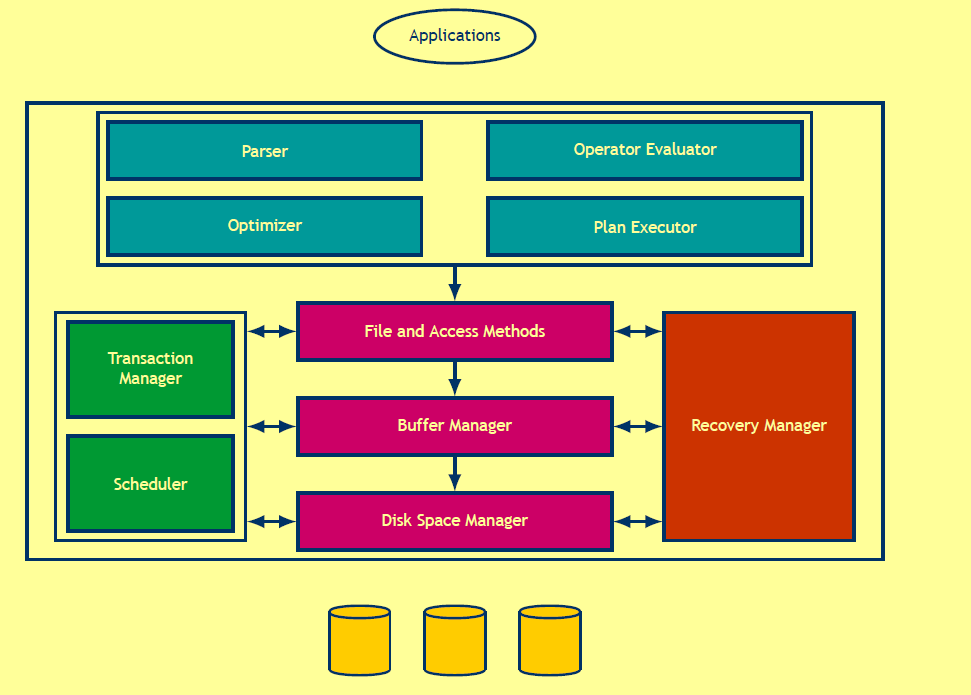 Applications
Parser
Operator Evaluator
Optimizer
Plan Executor
File and Access Methods
Transaction
Manager
Buffer Manager
Recovery Manager
Scheduler
Disk Space Manager